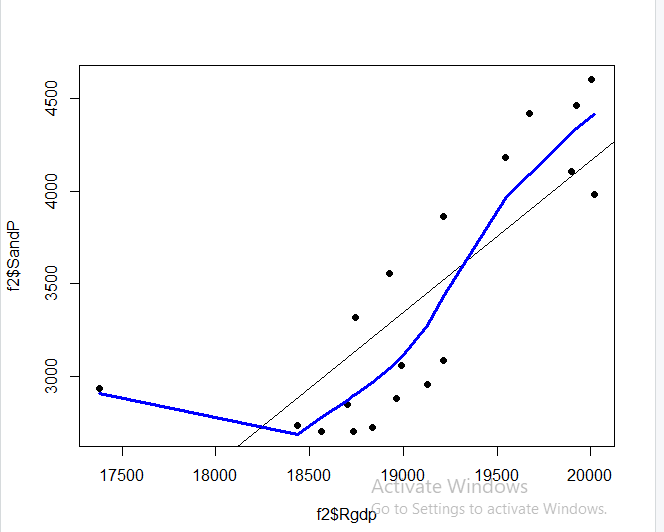 4500
4000
3500
3000
f2$SandP
17500 18000 18500 19000 19500 20000
f2$Rgdp
Activate Windows
Go to Settings to activate Windows.